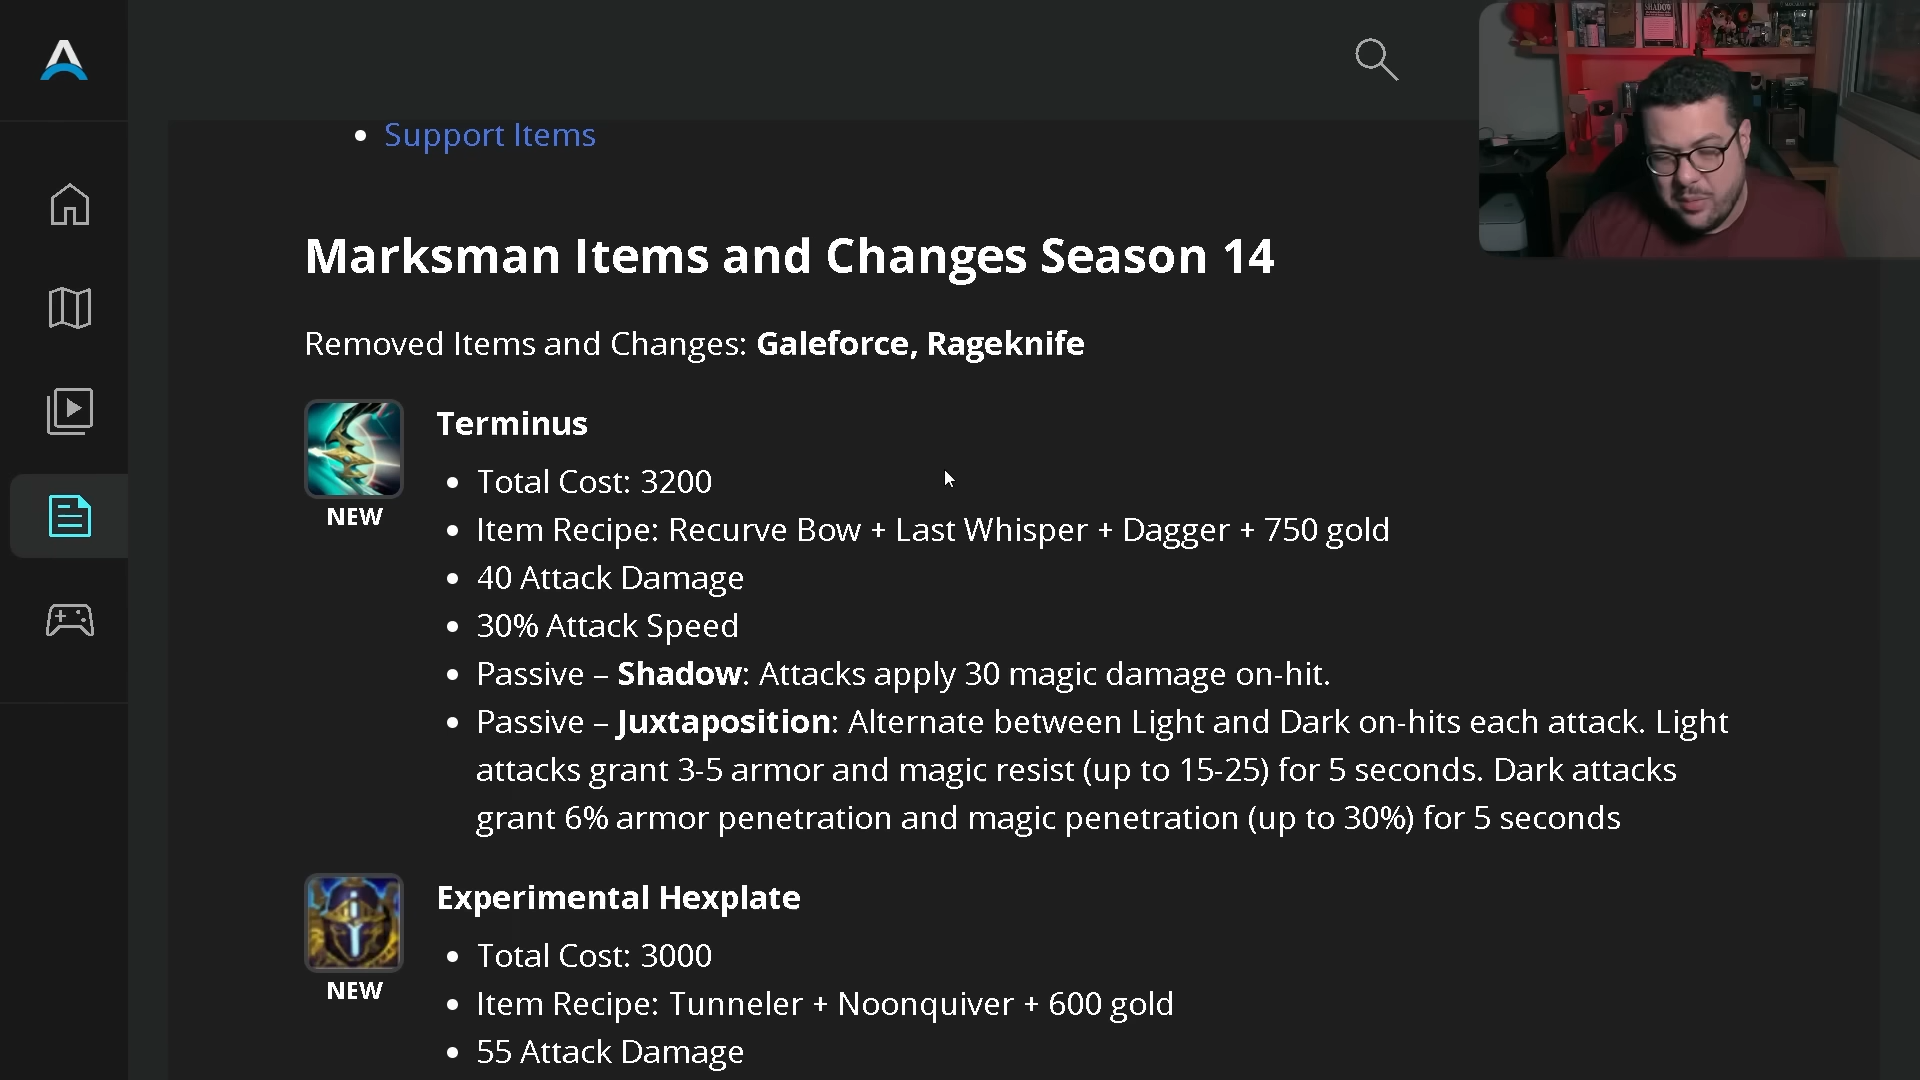 Support Items
Marksman Items and Changes Season 14
Removed Items and Changes: Galeforce, Rageknife
Terminus
NEW
• Total Cost: 3200
• Item Recipe: Recurve Bow + Last Whisper + Dagger + 750 gold
• 40 Attack Damage
• 30% Attack Speed
• Passive – Shadow: Attacks apply 30 magic damage on-hit.
• Passive – Juxtaposition: Alternate between Light and Dark on-hits each attack. Light
attacks grant 3-5 armor and magic resist (up to 15-25) for 5 seconds. Dark attacks
grant 6% armor penetration and magic penetration (up to 30%) for 5 seconds
Experimental Hexplate
NEW
• Total Cost: 3000
• Item Recipe: Tunneler + Noonquiver + 600 gold
• 55 Attack Damage
SHADOW